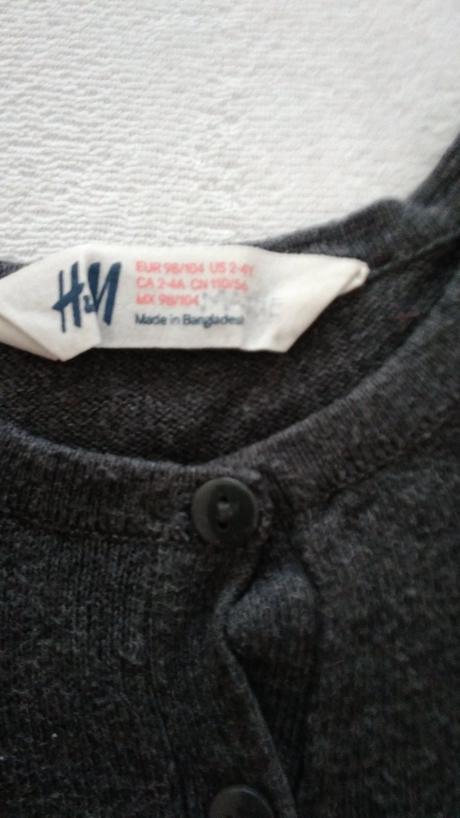 H&M
EUR 98/104 US 2-4Y
CA 2-4A CN 110/56
MX 98/104
Made in Bangladesh